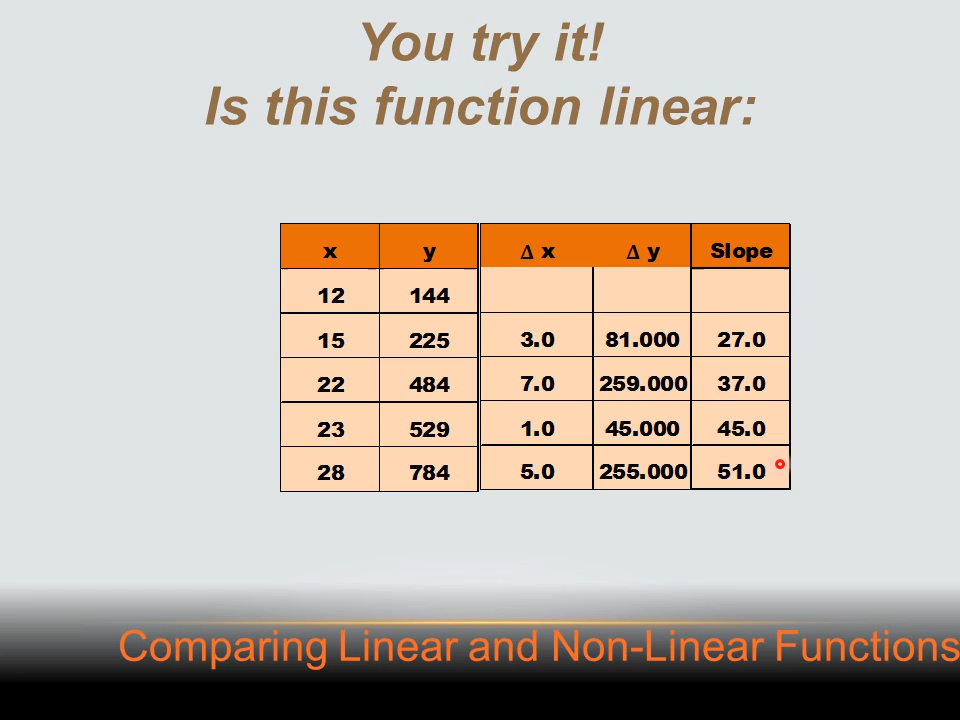 You try it!
Is this function linear:
x y Δ x Δ y Slope
12 144
15 225 3.0 81.000 27.0
22 484 7.0 259.000 37.0
23 529 1.0 45.000 45.0
28 784 5.0 255.000 51.0
Comparing Linear and Non-Linear Functions